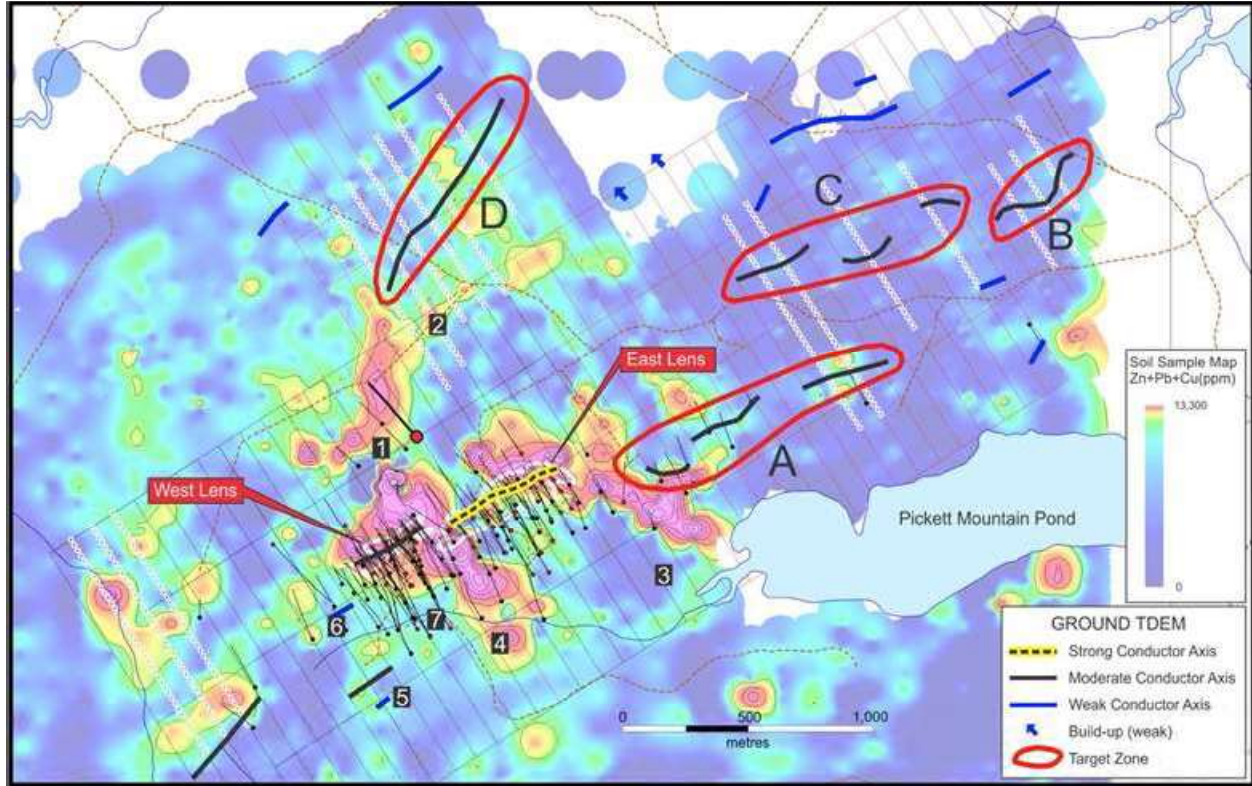 D
C
B
2
East Lens
Soil Sample Map
Zn+Pb+Cu(ppm)
13,300
0
1
A
West Lens
Pickett Mountain Pond
3
6
7
4
5
0 500 1,000
metres
GROUND TDEM
Strong Conductor Axis
Moderate Conductor Axis
Weak Conductor Axis
Build-up (weak)
Target Zone